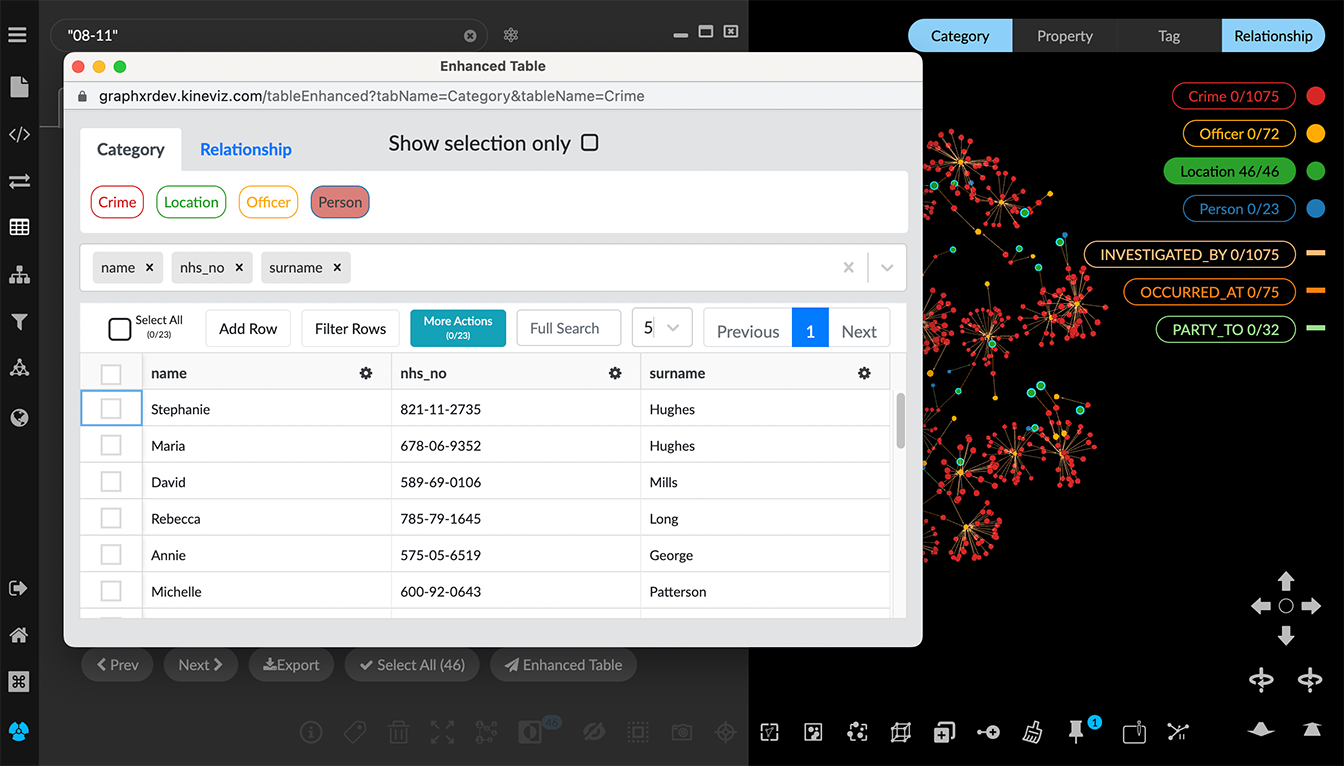 "08-11"
Category Property Tag Relationship
Enhanced Table
graphxrdev.kineviz.com/tableEnhanced?tabName=Category&tableName=Crime
Category Relationship Show selection only
Crime Location Officer Person
name nhs_no surname
Select All
(0/23)
Add Row Filter Rows
More Actions
(0/23)
Full Search 5 Previous 1 Next
name nhs_no surname
Stephanie 821-11-2735 Hughes
Maria 678-06-9352 Hughes
David 589-69-0106 Mills
Rebecca 785-79-1645 Long
Annie 575-05-6519 George
Michelle 600-92-0643 Patterson
Crime 0/1075
Officer 0/72
Location 46/46
Person 0/23
INVESTIGATED_BY 0/1075
OCCURRED_AT 0/75
PARTY_TO 0/32
Prev Next Export Select All (46) Enhanced Table
46
1